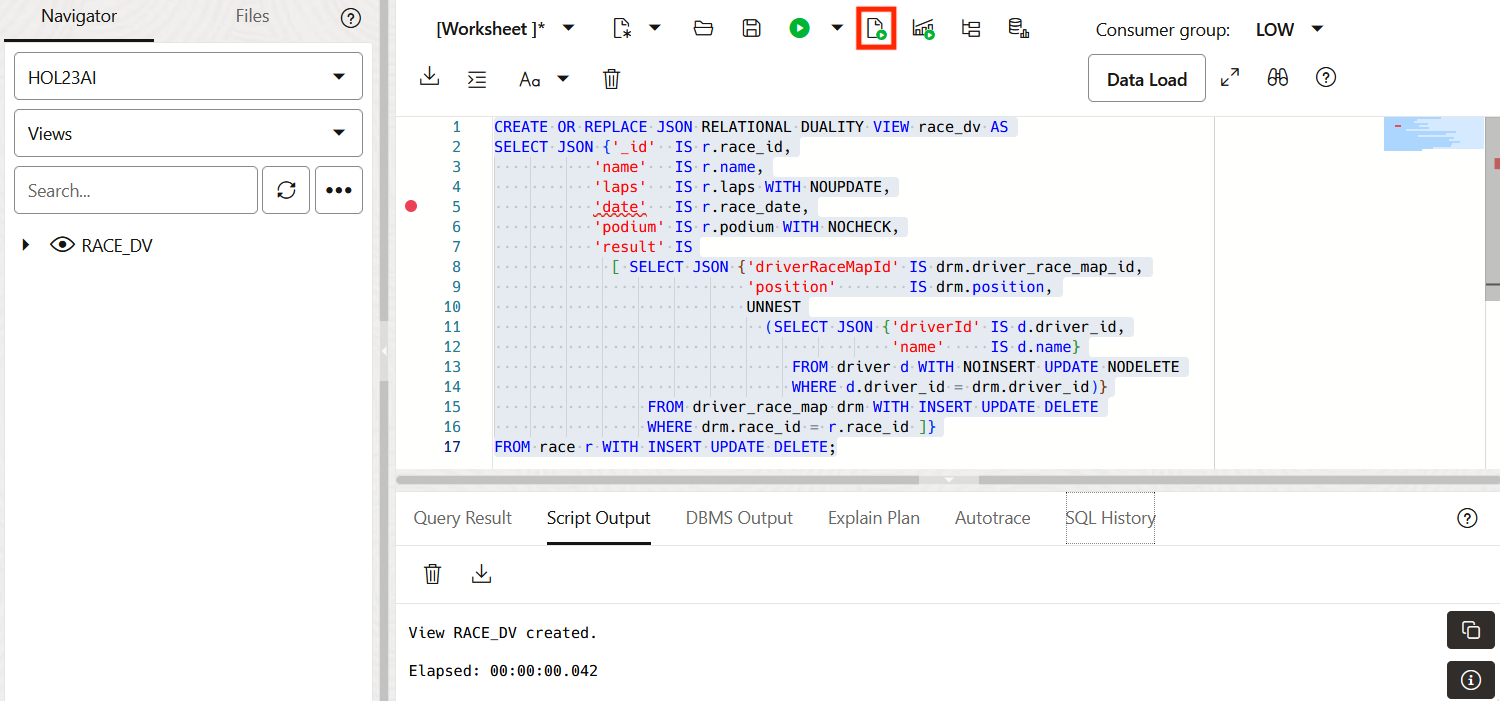 Navigator Files
HOL23AI
Views
Search...
RACE_DV
[Worksheet ]*
Consumer group: LOW
Aa
Data Load
1 CREATE OR REPLACE JSON RELATIONAL DUALITY VIEW race_dv AS
2 SELECT JSON {'_id' IS r.race_id,
3 'name' IS r.name,
4 'laps' IS r.laps WITH NOUPDATE,
5 'date' IS r.race_date,
6 'podium' IS r.podium WITH NOCHECK,
7 'result' IS
8 [ SELECT JSON {'driverRaceMapId' IS drm.driver_race_map_id,
9 'position' IS drm.position,
10 UNNEST
11 (SELECT JSON {'driverId' IS d.driver_id,
12 'name' IS d.name}
13 FROM driver d WITH NOINSERT UPDATE NODELETE
14 WHERE d.driver_id = drm.driver_id)}
15 FROM driver_race_map drm WITH INSERT UPDATE DELETE
16 WHERE drm.race_id = r.race_id ]}
17 FROM race r WITH INSERT UPDATE DELETE;
Query Result Script Output DBMS Output Explain Plan Autotrace SQL History
View RACE_DV created.
Elapsed: 00:00:00.042